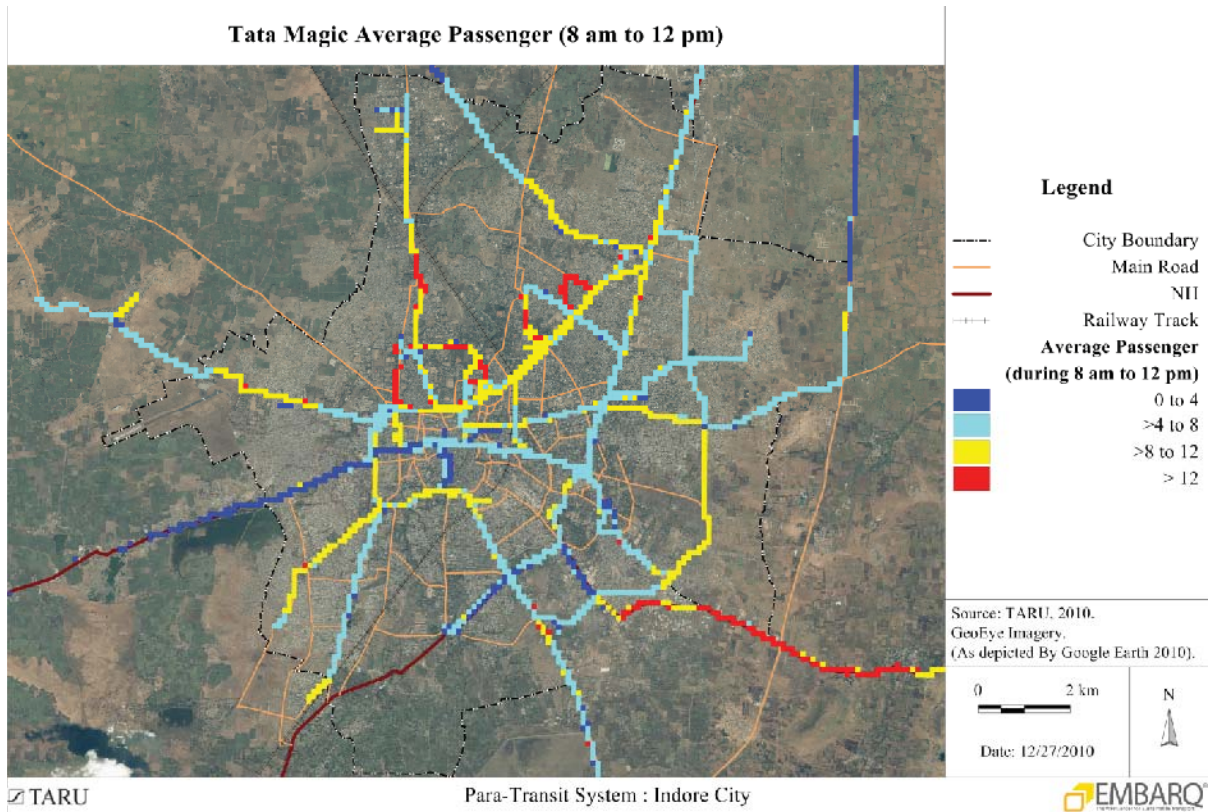 Tata Magic Average Passenger (8 am to 12 pm)
Legend
City Boundary
Main Road
NH
Railway Track
Average Passenger
(during 8 am to 12 pm)
0 to 4
>4 to 8
>8 to 12
> 12
Source: TARU, 2010.
GeoEye Imagery.
(As depicted By Google Earth 2010).
0 2 km
N
Date: 12/27/2010
TARU
Para-Transit System : Indore City
EMBARQ®